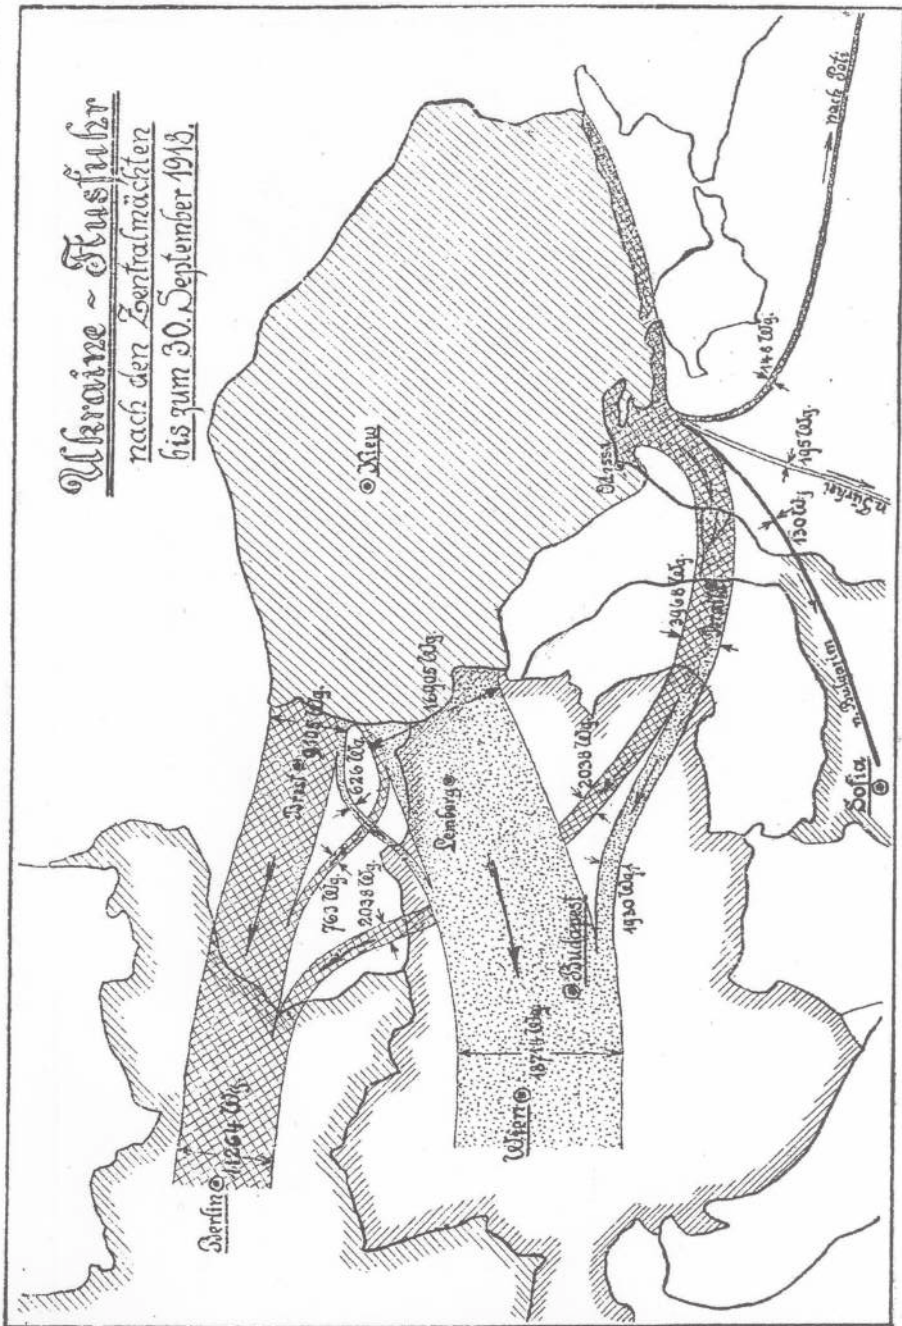 Ukraine ~ Ausfuhr
nach den Zentralmächten
bis zum 30. September 1918.
Kiew
Brest
9105 Wg.
626 Wg.
763 Wg.
2038 Wg.
16905 Wg.
Lemberg
Berlin
11264 Wg.
Wien
18714 Wg.
Budapest
1930 Wg.
2038 Wg.
3968 Wg.
Braila
Odessa
Sofia
n. Bulgarien
130 Wg.
n. Türkei
195 Wg.
148 Wg.
nach Poti